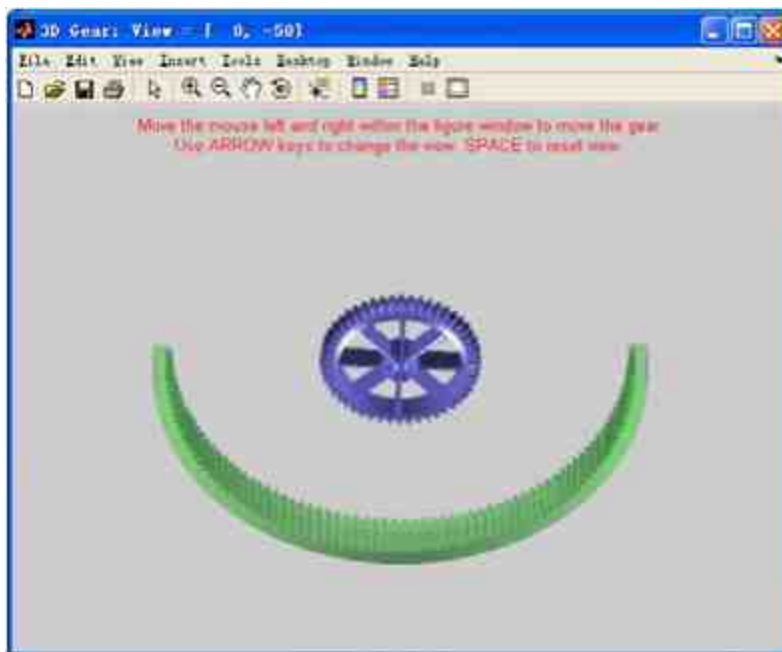 3D Gear: View = [  0, -50]
File Edit View Insert Tools Desktop Window Help
Move the mouse left and right within the figure window to move the gear
Use ARROW keys to change the view. SPACE to reset view